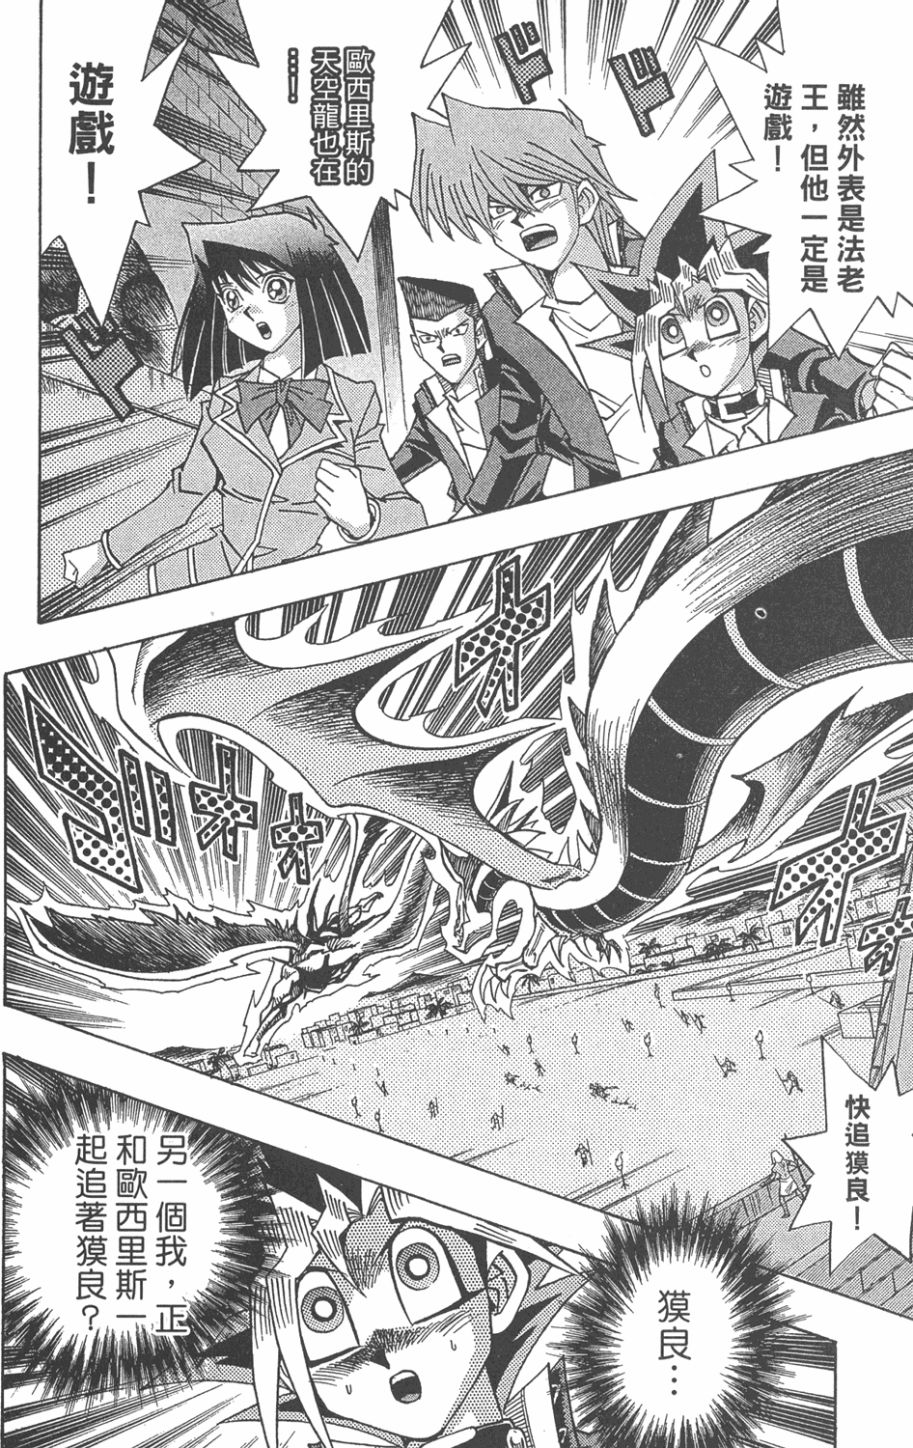 雖然外表是法老
王，但他一定是
遊戲！
ドド
歐西里斯的
天空龍也在
…！
遊戲！
ド
オ
ゴオオオ
オオ
快追獏良！
獏良…
另一個我，正
和歐西里斯一
起追著獏良？